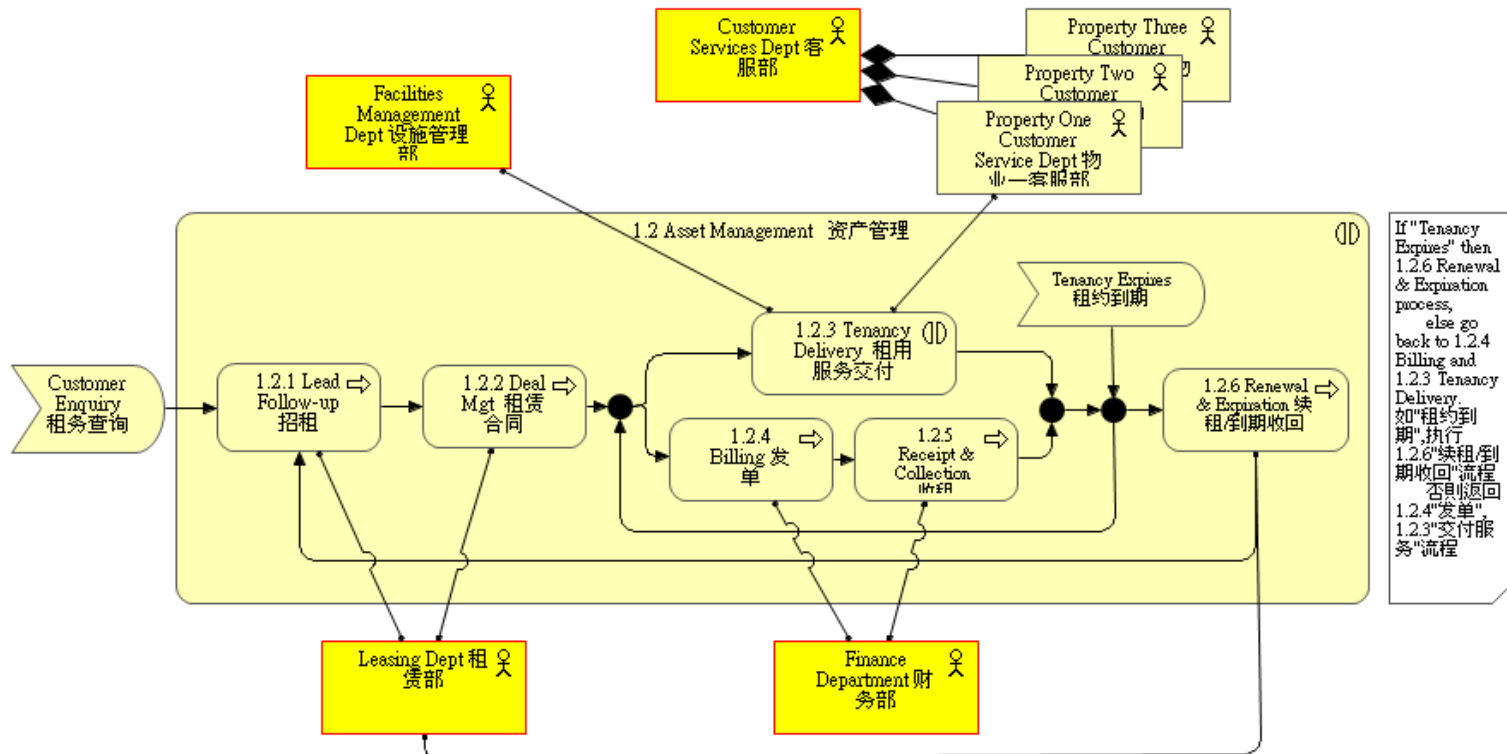 Customer
Services Dept 客
服部
Property Three
Customer
物
Property Two
Customer
Property One
Customer
Service Dept 物
业一客服部
Facilities
Management
Dept 设施管理
部
1.2 Asset Management 资产管理
Tenancy Expires
租约到期
1.2.3 Tenancy
Delivery 租用
服务交付
Customer
Enquiry
租务查询
1.2.1 Lead
Follow-up
招租
1.2.2 Deal
Mgt 租赁
合同
1.2.4
Billing 发
单
1.2.5
Receipt &
Collection
收租
1.2.6 Renewal
& Expiration 续
租/到期收回
If "Tenancy
Expires" then
1.2.6 Renewal
& Expiration
process,
else go
back to 1.2.4
Billing and
1.2.3 Tenancy
Delivery.
如"租约到
期",执行
1.2.6"续租/到
期收回"流程
否則返回
1.2.4"发单",
1.2.3"交付服
务"流程
Leasing Dept 租
赁部
Finance
Department 财
务部